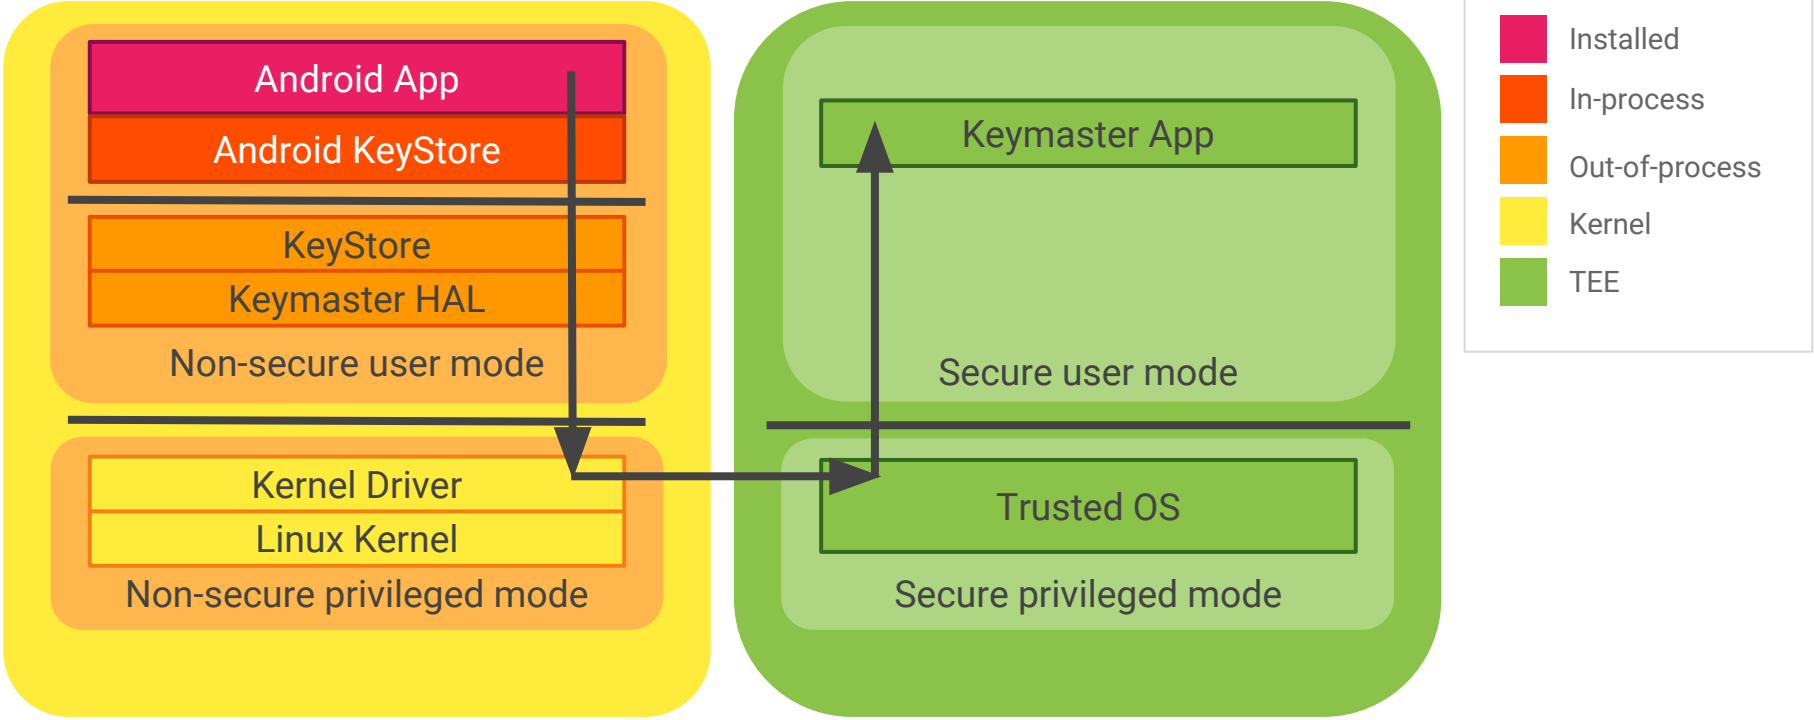 Android App
Android KeyStore
KeyStore
Keymaster HAL
Non-secure user mode
Kernel Driver
Linux Kernel
Non-secure privileged mode
Keymaster App
Secure user mode
Trusted OS
Secure privileged mode
Installed
In-process
Out-of-process
Kernel
TEE